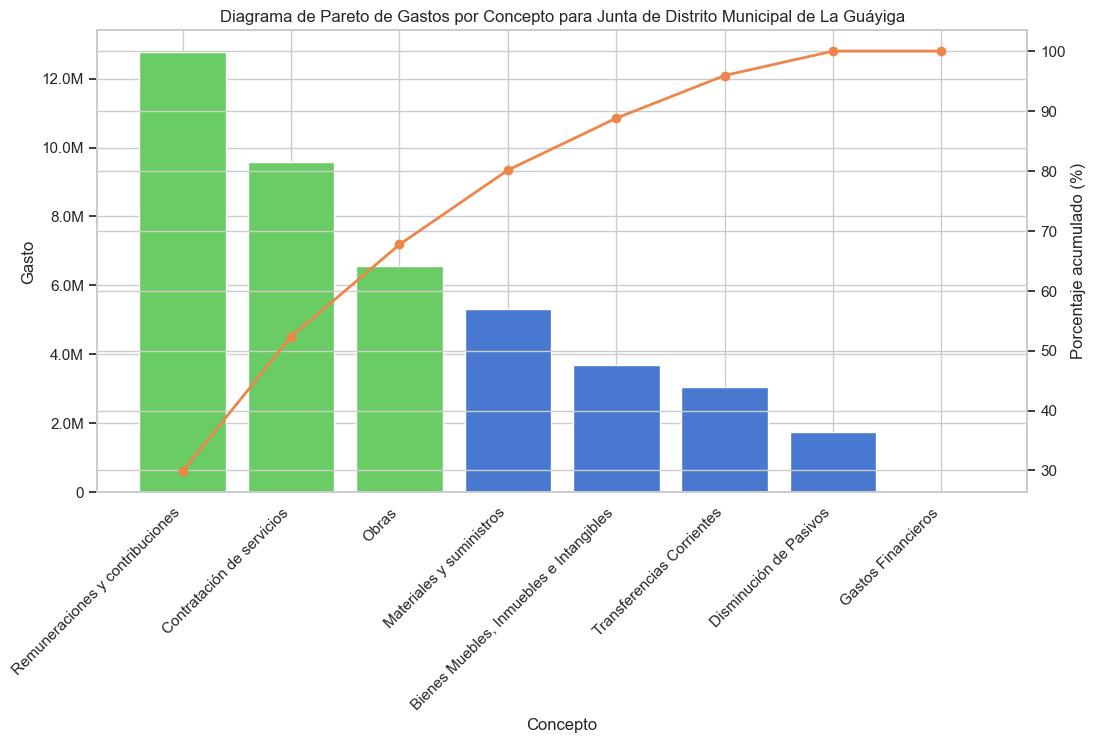 Diagrama de Pareto de Gastos por Concepto para Junta de Distrito Municipal de La Guáyiga
12.0M
10.0M
8.0M
6.0M
4.0M
2.0M
0
Gasto
100
90
80
70
60
50
40
30
Porcentaje acumulado (%)
Remuneraciones y contribuciones
Contratación de servicios
Obras
Materiales y suministros
Bienes Muebles, Inmuebles e Intangibles
Transferencias Corrientes
Disminución de Pasivos
Gastos Financieros
Concepto